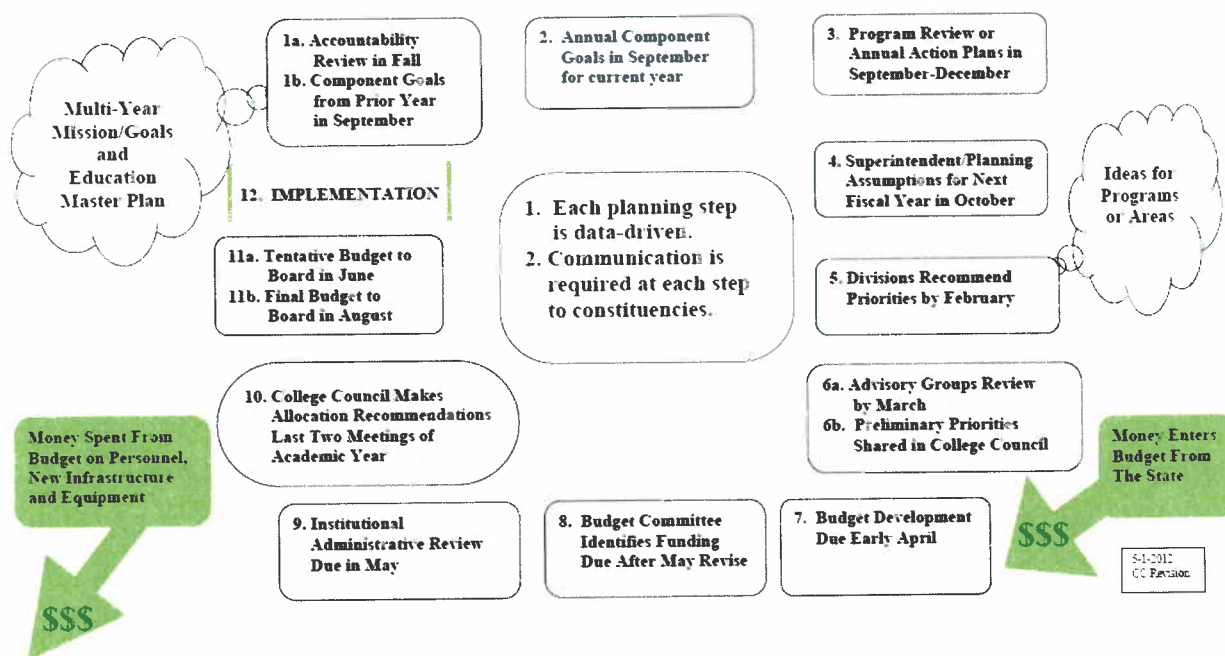 Multi-Year
Mission/Goals
and
Education
Master Plan
1a. Accountability
Review in Fall
1b. Component Goals
from Prior Year
in September
2. Annual Component
Goals in September
for current year
3. Program Review or
Annual Action Plans in
September-December
4. Superintendent/Planning
Assumptions for Next
Fiscal Year in October
Ideas for
Programs
or Areas
5. Divisions Recommend
Priorities by February
6a. Advisory Groups Review
by March
6b. Preliminary Priorities
Shared in College Council
Money Enters
Budget From
The State
$$$
7. Budget Development
Due Early April
8. Budget Committee
Identifies Funding
Due After May Revise
9. Institutional
Administrative Review
Due in May
10. College Council Makes
Allocation Recommendations
Last Two Meetings of
Academic Year
11a. Tentative Budget to
Board in June
11b. Final Budget to
Board in August
12. IMPLEMENTATION
1. Each planning step
is data-driven.
2. Communication is
required at each step
to constituencies.
Money Spent From
Budget on Personnel,
New Infrastructure
and Equipment
$$$
5-1-2012
CC Revision